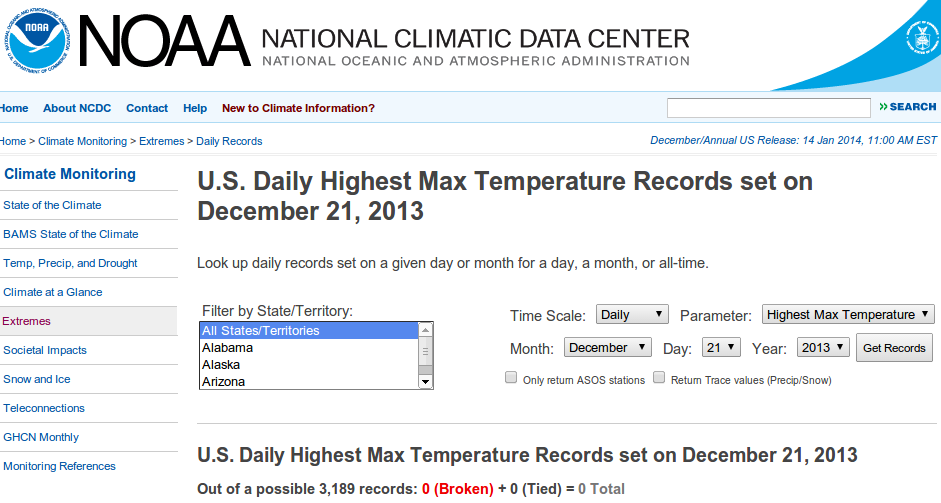 NOAA
NOAA NATIONAL CLIMATIC DATA CENTER
NATIONAL OCEANIC AND ATMOSPHERIC ADMINISTRATION
Home About NCDC Contact Help New to Climate Information? SEARCH
Home > Climate Monitoring > Extremes > Daily Records December/Annual US Release: 14 Jan 2014, 11:00 AM EST
Climate Monitoring
State of the Climate
BAMS State of the Climate
Temp, Precip, and Drought
Climate at a Glance
Extremes
Societal Impacts
Snow and Ice
Teleconnections
GHCN Monthly
Monitoring References
U.S. Daily Highest Max Temperature Records set on
December 21, 2013
Look up daily records set on a given day or month for a day, a month, or all-time.
Filter by State/Territory:
All States/Territories
Alabama
Alaska
Arizona
Time Scale: Daily Parameter: Highest Max Temperature
Month: December Day: 21 Year: 2013 Get Records
Only return ASOS stations Return Trace values (Precip/Snow)
U.S. Daily Highest Max Temperature Records set on December 21, 2013
Out of a possible 3,189 records: 0 (Broken) + 0 (Tied) = 0 Total